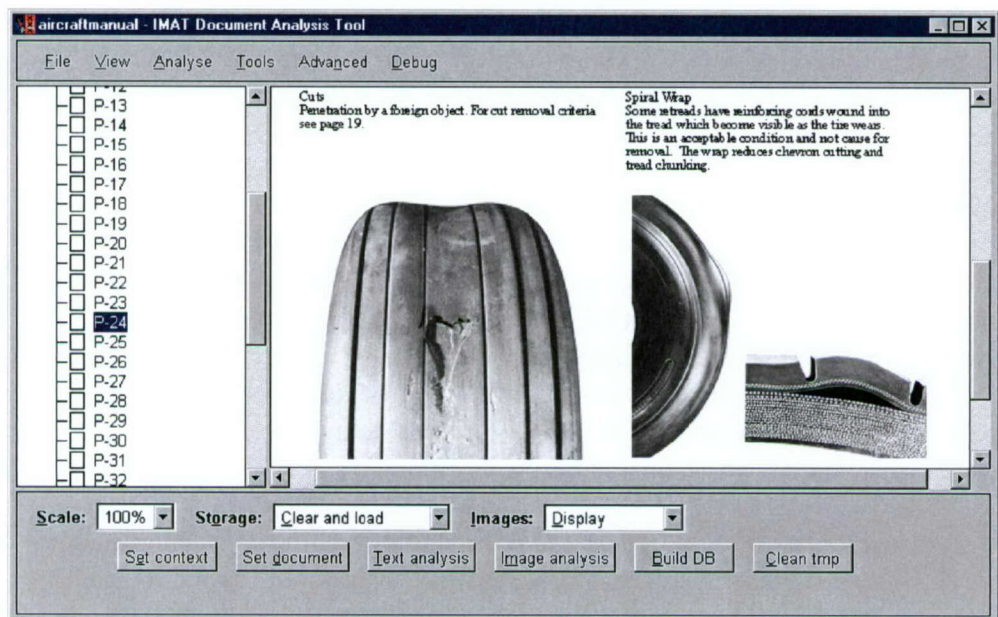 aircraftmanual - IMAT Document Analysis Tool
File View Analyse Tools Advanced Debug
P-12
P-13
P-14
P-15
P-16
P-17
P-18
P-19
P-20
P-21
P-22
P-23
P-24
P-25
P-26
P-27
P-28
P-29
P-30
P-31
P-32
Cuts
Penetration by a foreign object. For cut removal criteria
see page 19.
Spiral Wrap
Some retreads have reinforcing cords wound into
the tread which become visible as the tire wears.
This is an acceptable condition and not cause for
removal. The wrap reduces chevron cutting and
tread chunking.
Scale: 100% Storage: Clear and load Images: Display
Set context Set document Text analysis Image analysis Build DB Clean tmp